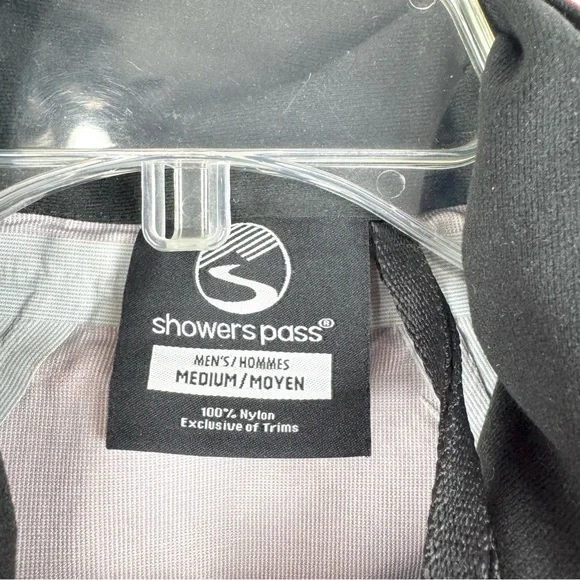 showers pass®
MEN'S/HOMMES
MEDIUM/MOYEN
100% Nylon
Exclusive of Trims